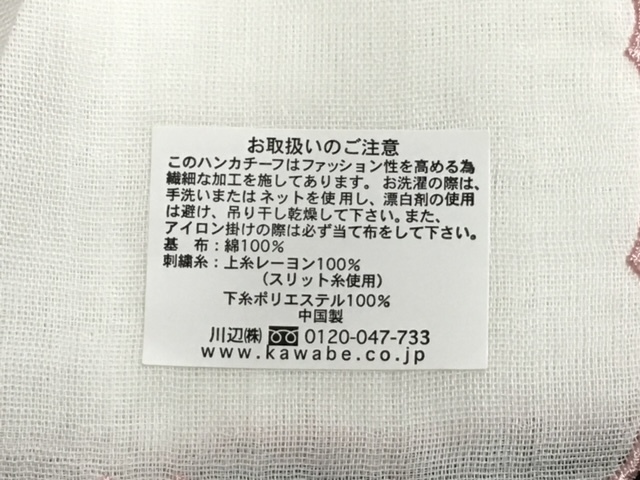 お取扱いのご注意
このハンカチーフはファッション性を高める為
繊細な加工を施してあります。お洗濯の際は、
手洗いまたはネットを使用し、漂白剤の使用
は避け、吊り干し乾燥して下さい。また、
アイロン掛けの際は必ず当て布をして下さい。
基　布：綿100%
刺繍糸：上糸レーヨン100%
（スリット糸使用）
下糸ポリエステル100%
中国製
川辺㈱ 0120-047-733
www.kawabe.co.jp